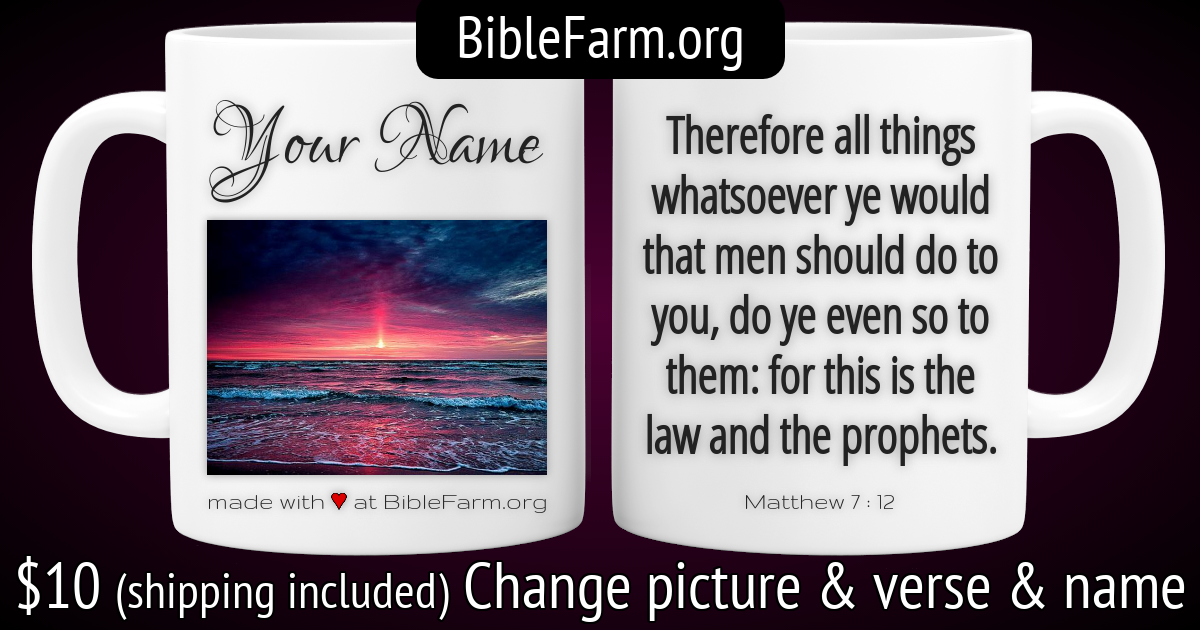 BibleFarm.org
Your Name
made with ♥ at BibleFarm.org
Therefore all things
whatsoever ye would
that men should do to
you, do ye even so to
them: for this is the
law and the prophets.
Matthew 7 : 12
$10 (shipping included) Change picture & verse & name